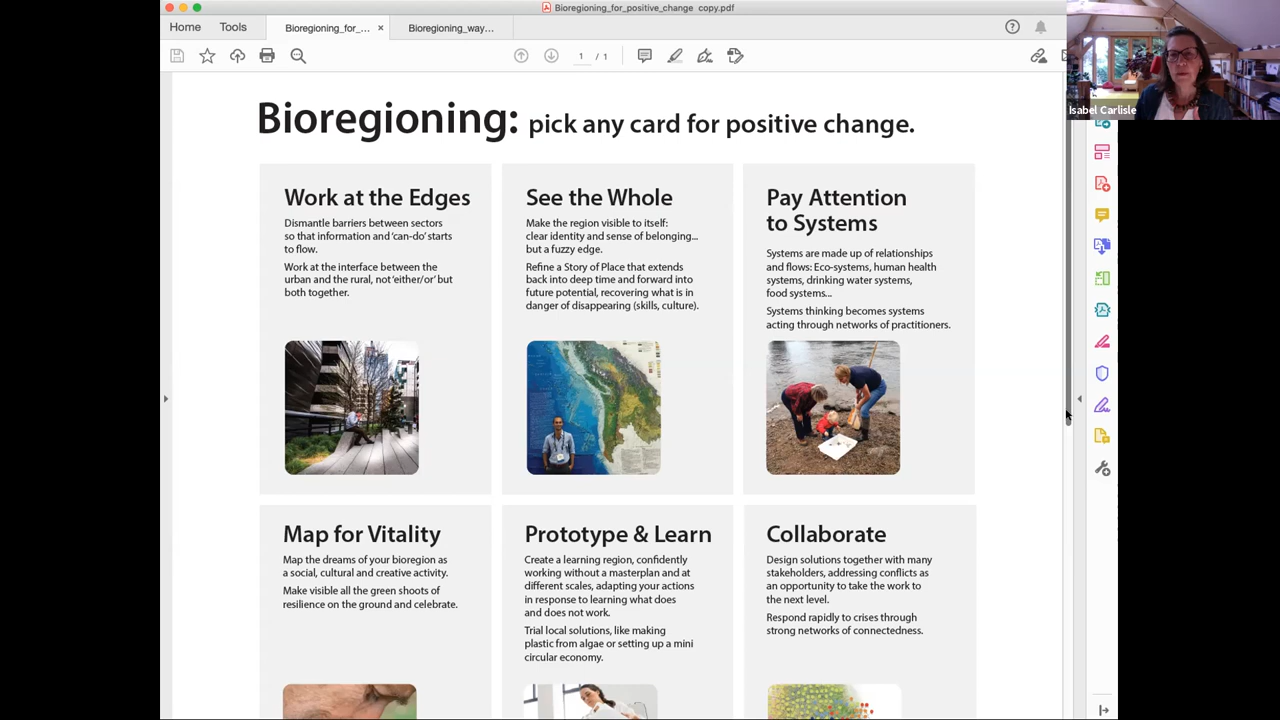 Bioregioning_for_positive_change copy.pdf
Home
Tools
Bioregioning_for_...
Bioregioning_way...
1 / 1
Isabel Carlisle
Bioregioning: pick any card for positive change.
Work at the Edges
Dismantle barriers between sectors
so that information and ‘can-do’ starts
to flow.
Work at the interface between the
urban and the rural, not ‘either/or’ but
both together.
See the Whole
Make the region visible to itself:
clear identity and sense of belonging...
but a fuzzy edge.
Refine a Story of Place that extends
back into deep time and forward into
future potential, recovering what is in
danger of disappearing (skills, culture).
Pay Attention
to Systems
Systems are made up of relationships
and flows: Eco-systems, human health
systems, drinking water systems,
food systems...
Systems thinking becomes systems
acting through networks of practitioners.
Map for Vitality
Map the dreams of your bioregion as
a social, cultural and creative activity.
Make visible all the green shoots of
resilience on the ground and celebrate.
Prototype & Learn
Create a learning region, confidently
working without a masterplan and at
different scales, adapting your actions
in response to learning what does
and does not work.
Trial local solutions, like making
plastic from algae or setting up a mini
circular economy.
Collaborate
Design solutions together with many
stakeholders, addressing conflicts as
an opportunity to take the work to
the next level.
Respond rapidly to crises through
strong networks of connectedness.